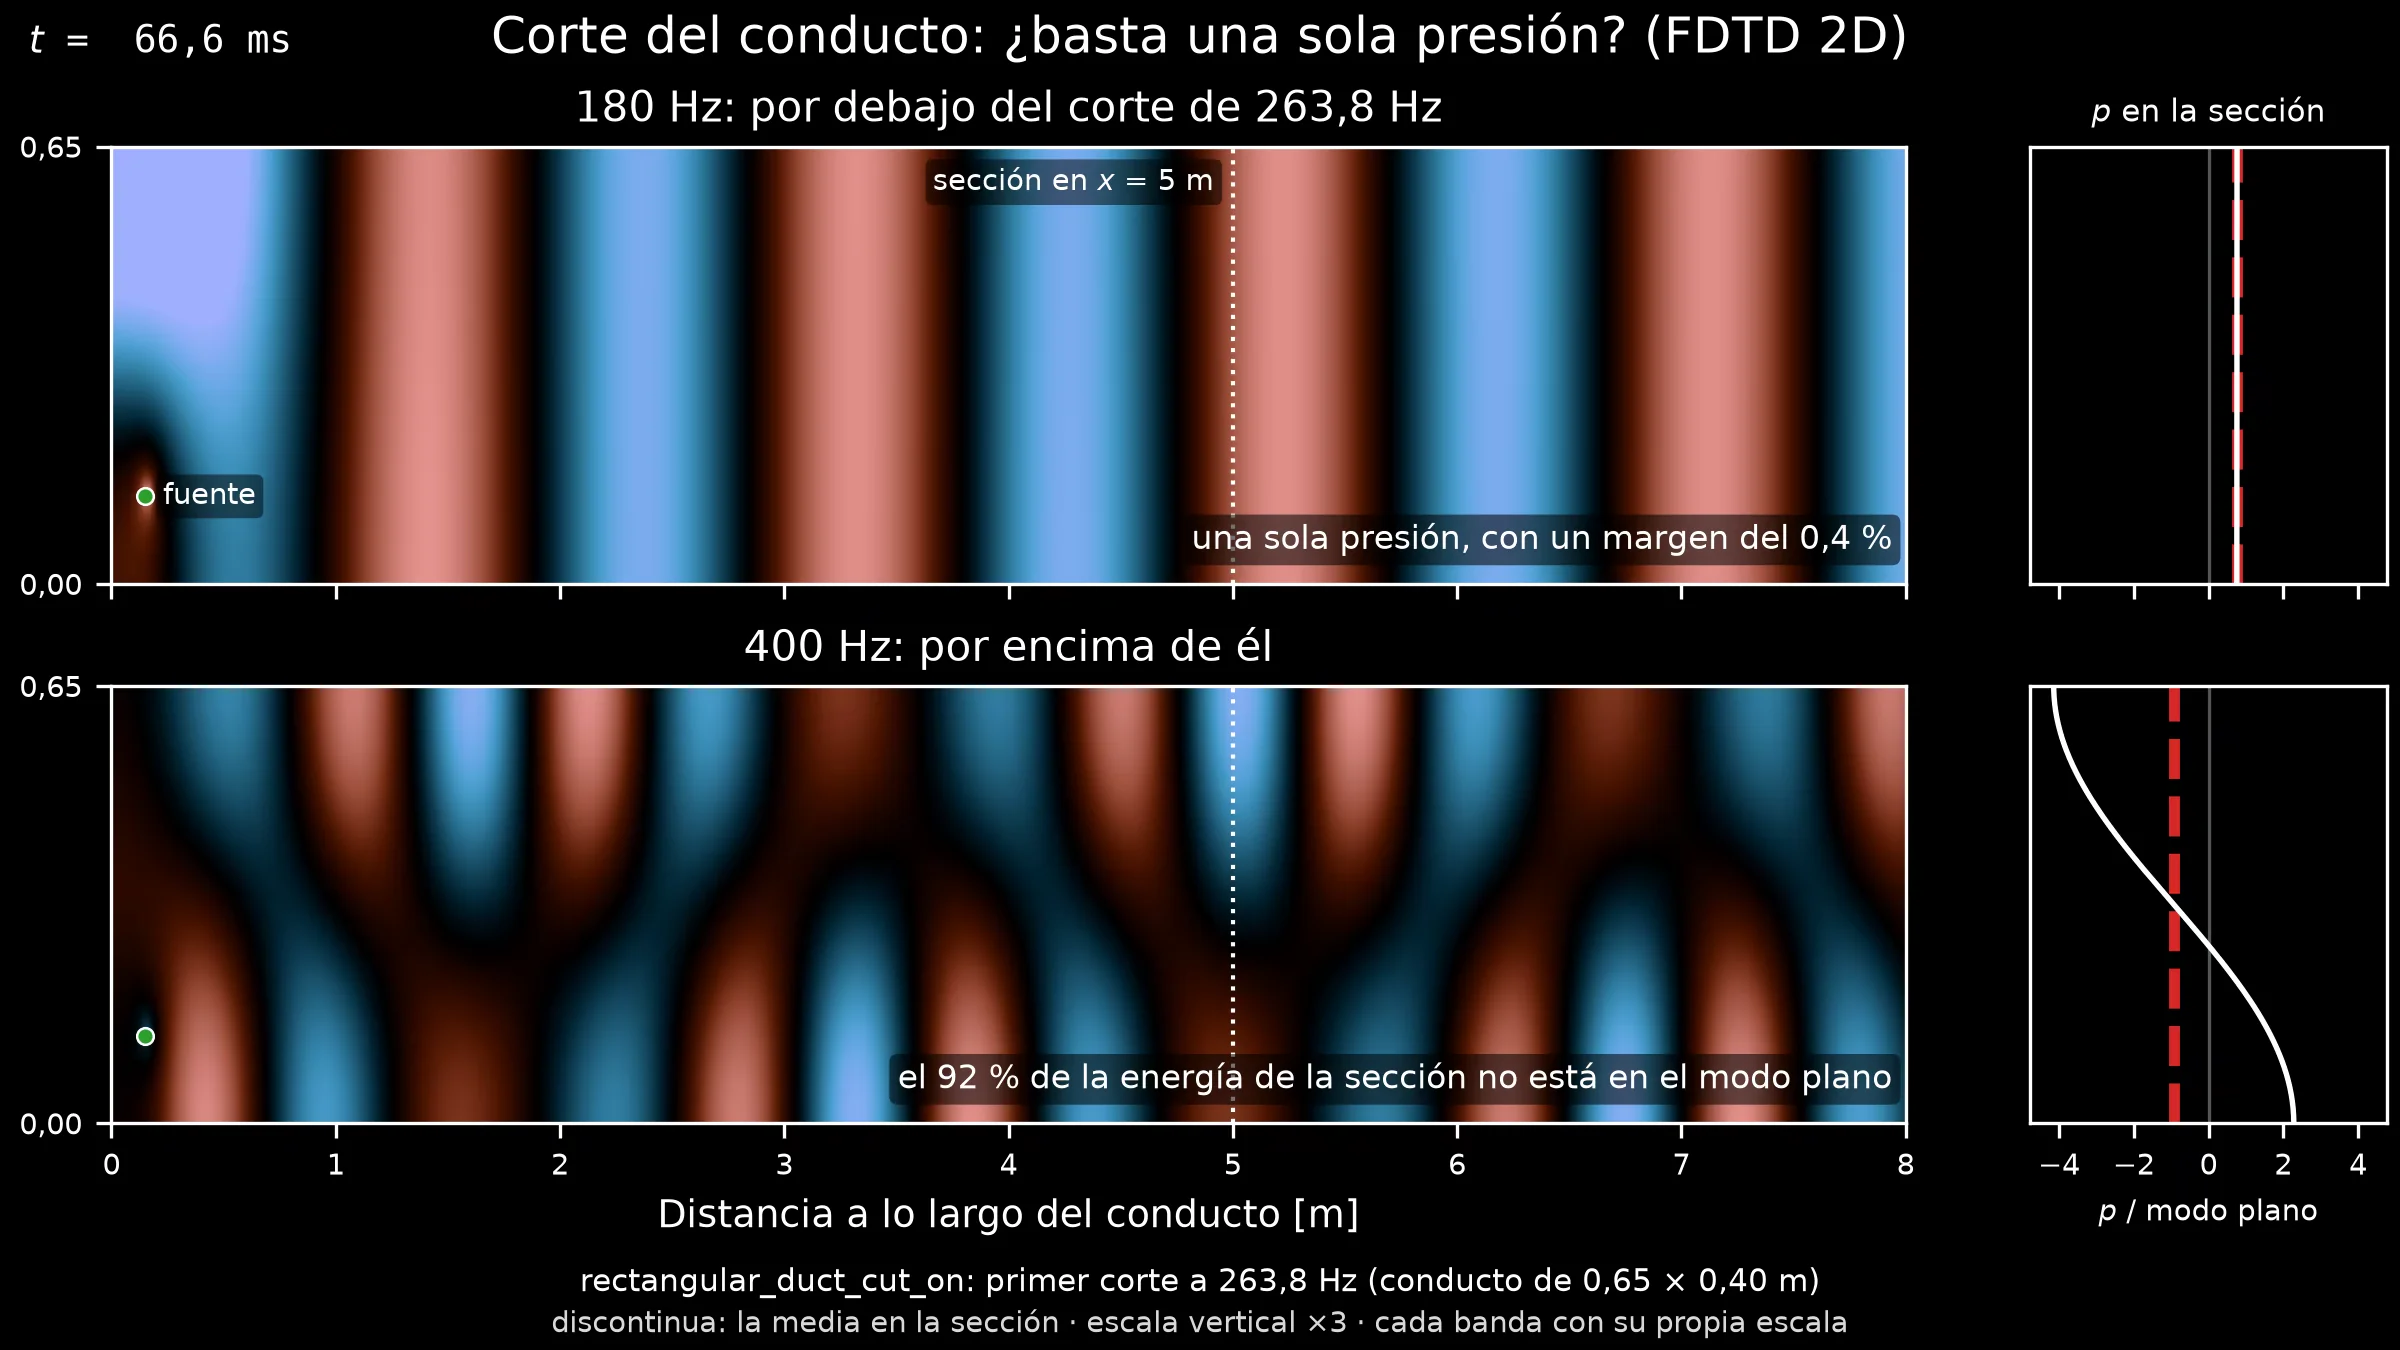 t = 66,6 ms
Corte del conducto: ¿basta una sola presión? (FDTD 2D)
180 Hz: por debajo del corte de 263,8 Hz
p en la sección
0,65
sección en x = 5 m
fuente
una sola presión, con un margen del 0,4 %
0,00
400 Hz: por encima de él
0,65
el 92 % de la energía de la sección no está en el modo plano
0,00
0 1 2 3 4 5 6 7 8
−4 −2 0 2 4
Distancia a lo largo del conducto [m]
p / modo plano
rectangular_duct_cut_on: primer corte a 263,8 Hz (conducto de 0,65 × 0,40 m)
discontinua: la media en la sección · escala vertical ×3 · cada banda con su propia escala